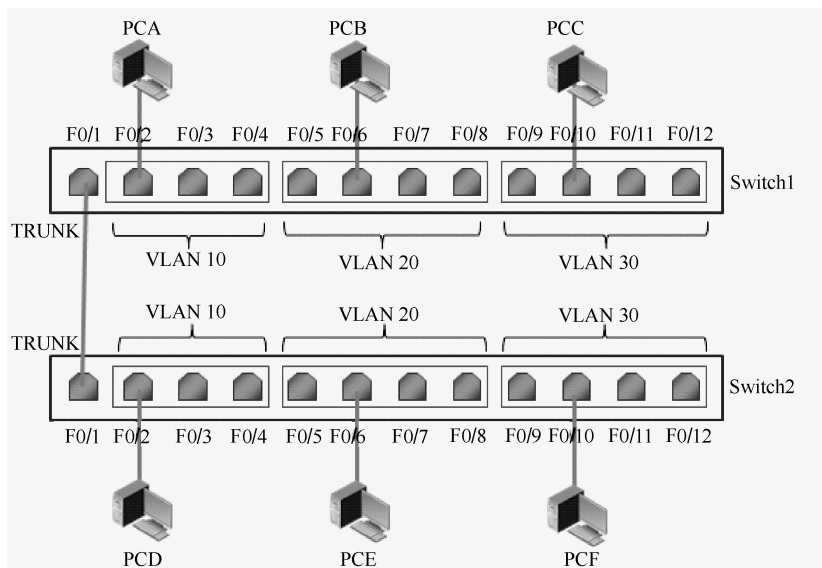 PCA PCB PCC
F0/1 F0/2 F0/3 F0/4 F0/5 F0/6 F0/7 F0/8 F0/9 F0/10 F0/11 F0/12
Switch1
TRUNK
VLAN 10 VLAN 20 VLAN 30
VLAN 10 VLAN 20 VLAN 30
TRUNK
Switch2
F0/1 F0/2 F0/3 F0/4 F0/5 F0/6 F0/7 F0/8 F0/9 F0/10 F0/11 F0/12
PCD PCE PCF